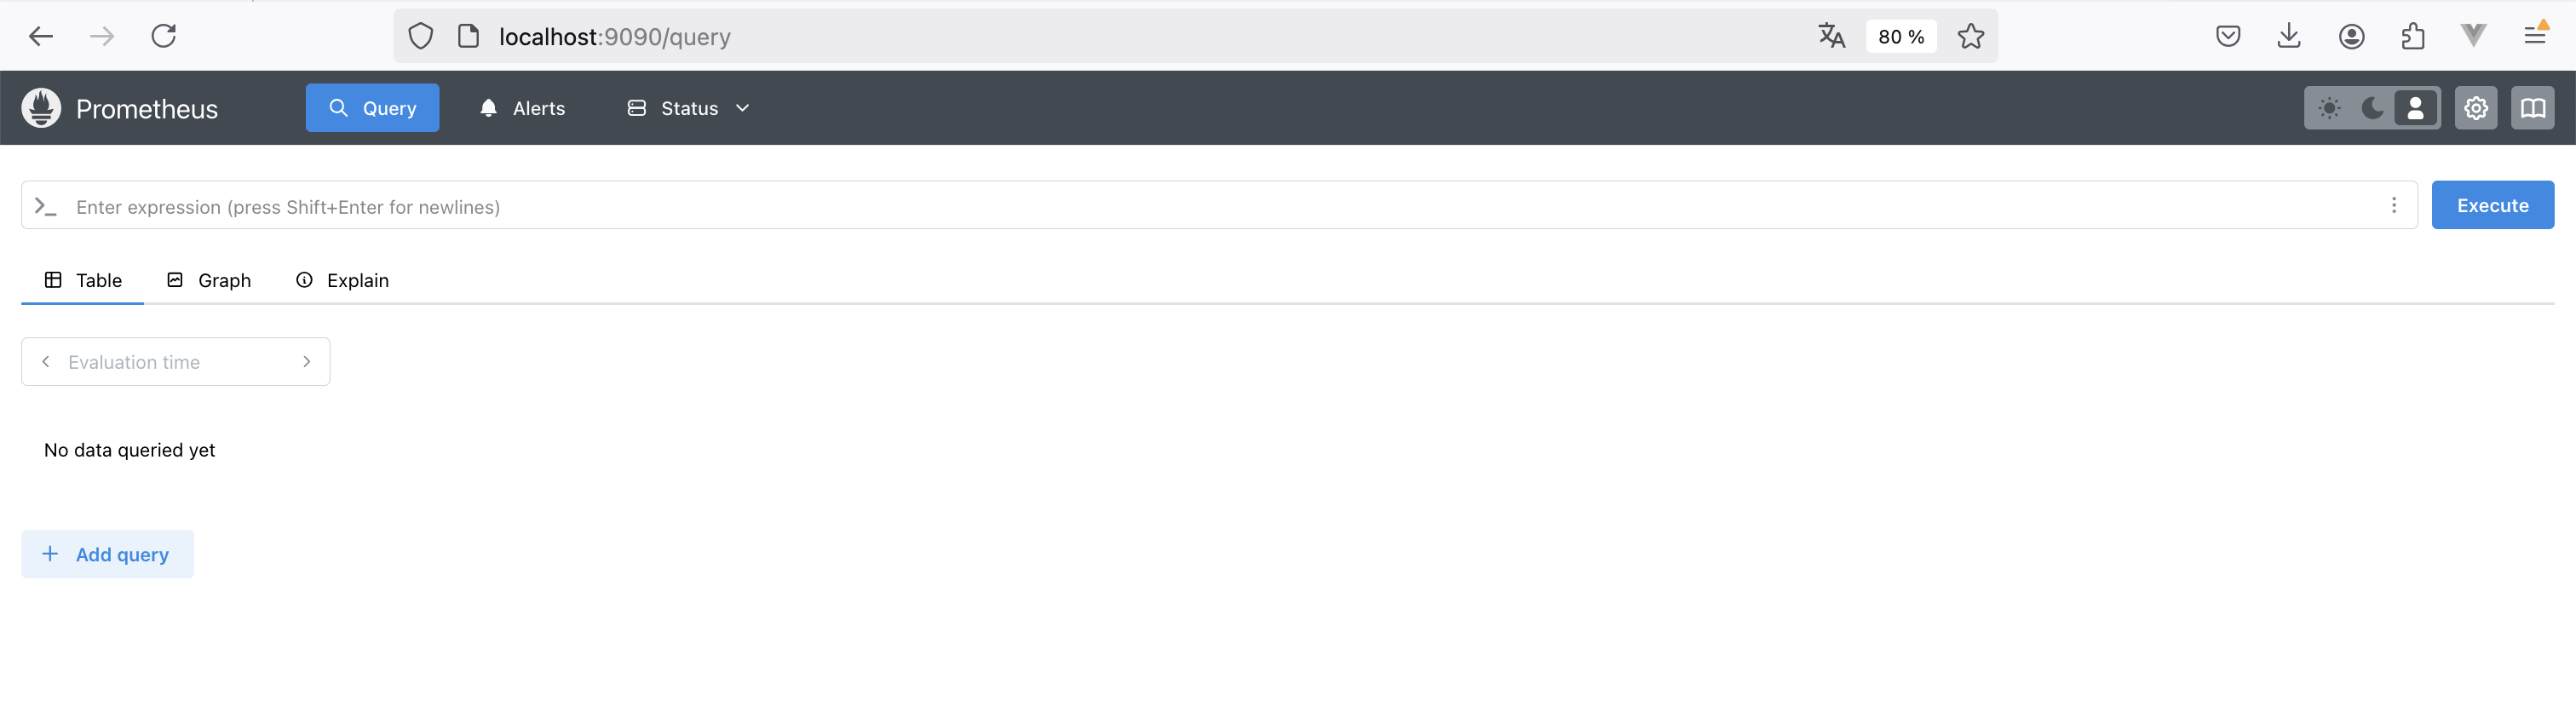 localhost:9090/query
80 %
Prometheus
Query
Alerts
Status
Enter expression (press Shift+Enter for newlines)
Execute
Table
Graph
Explain
Evaluation time
No data queried yet
Add query